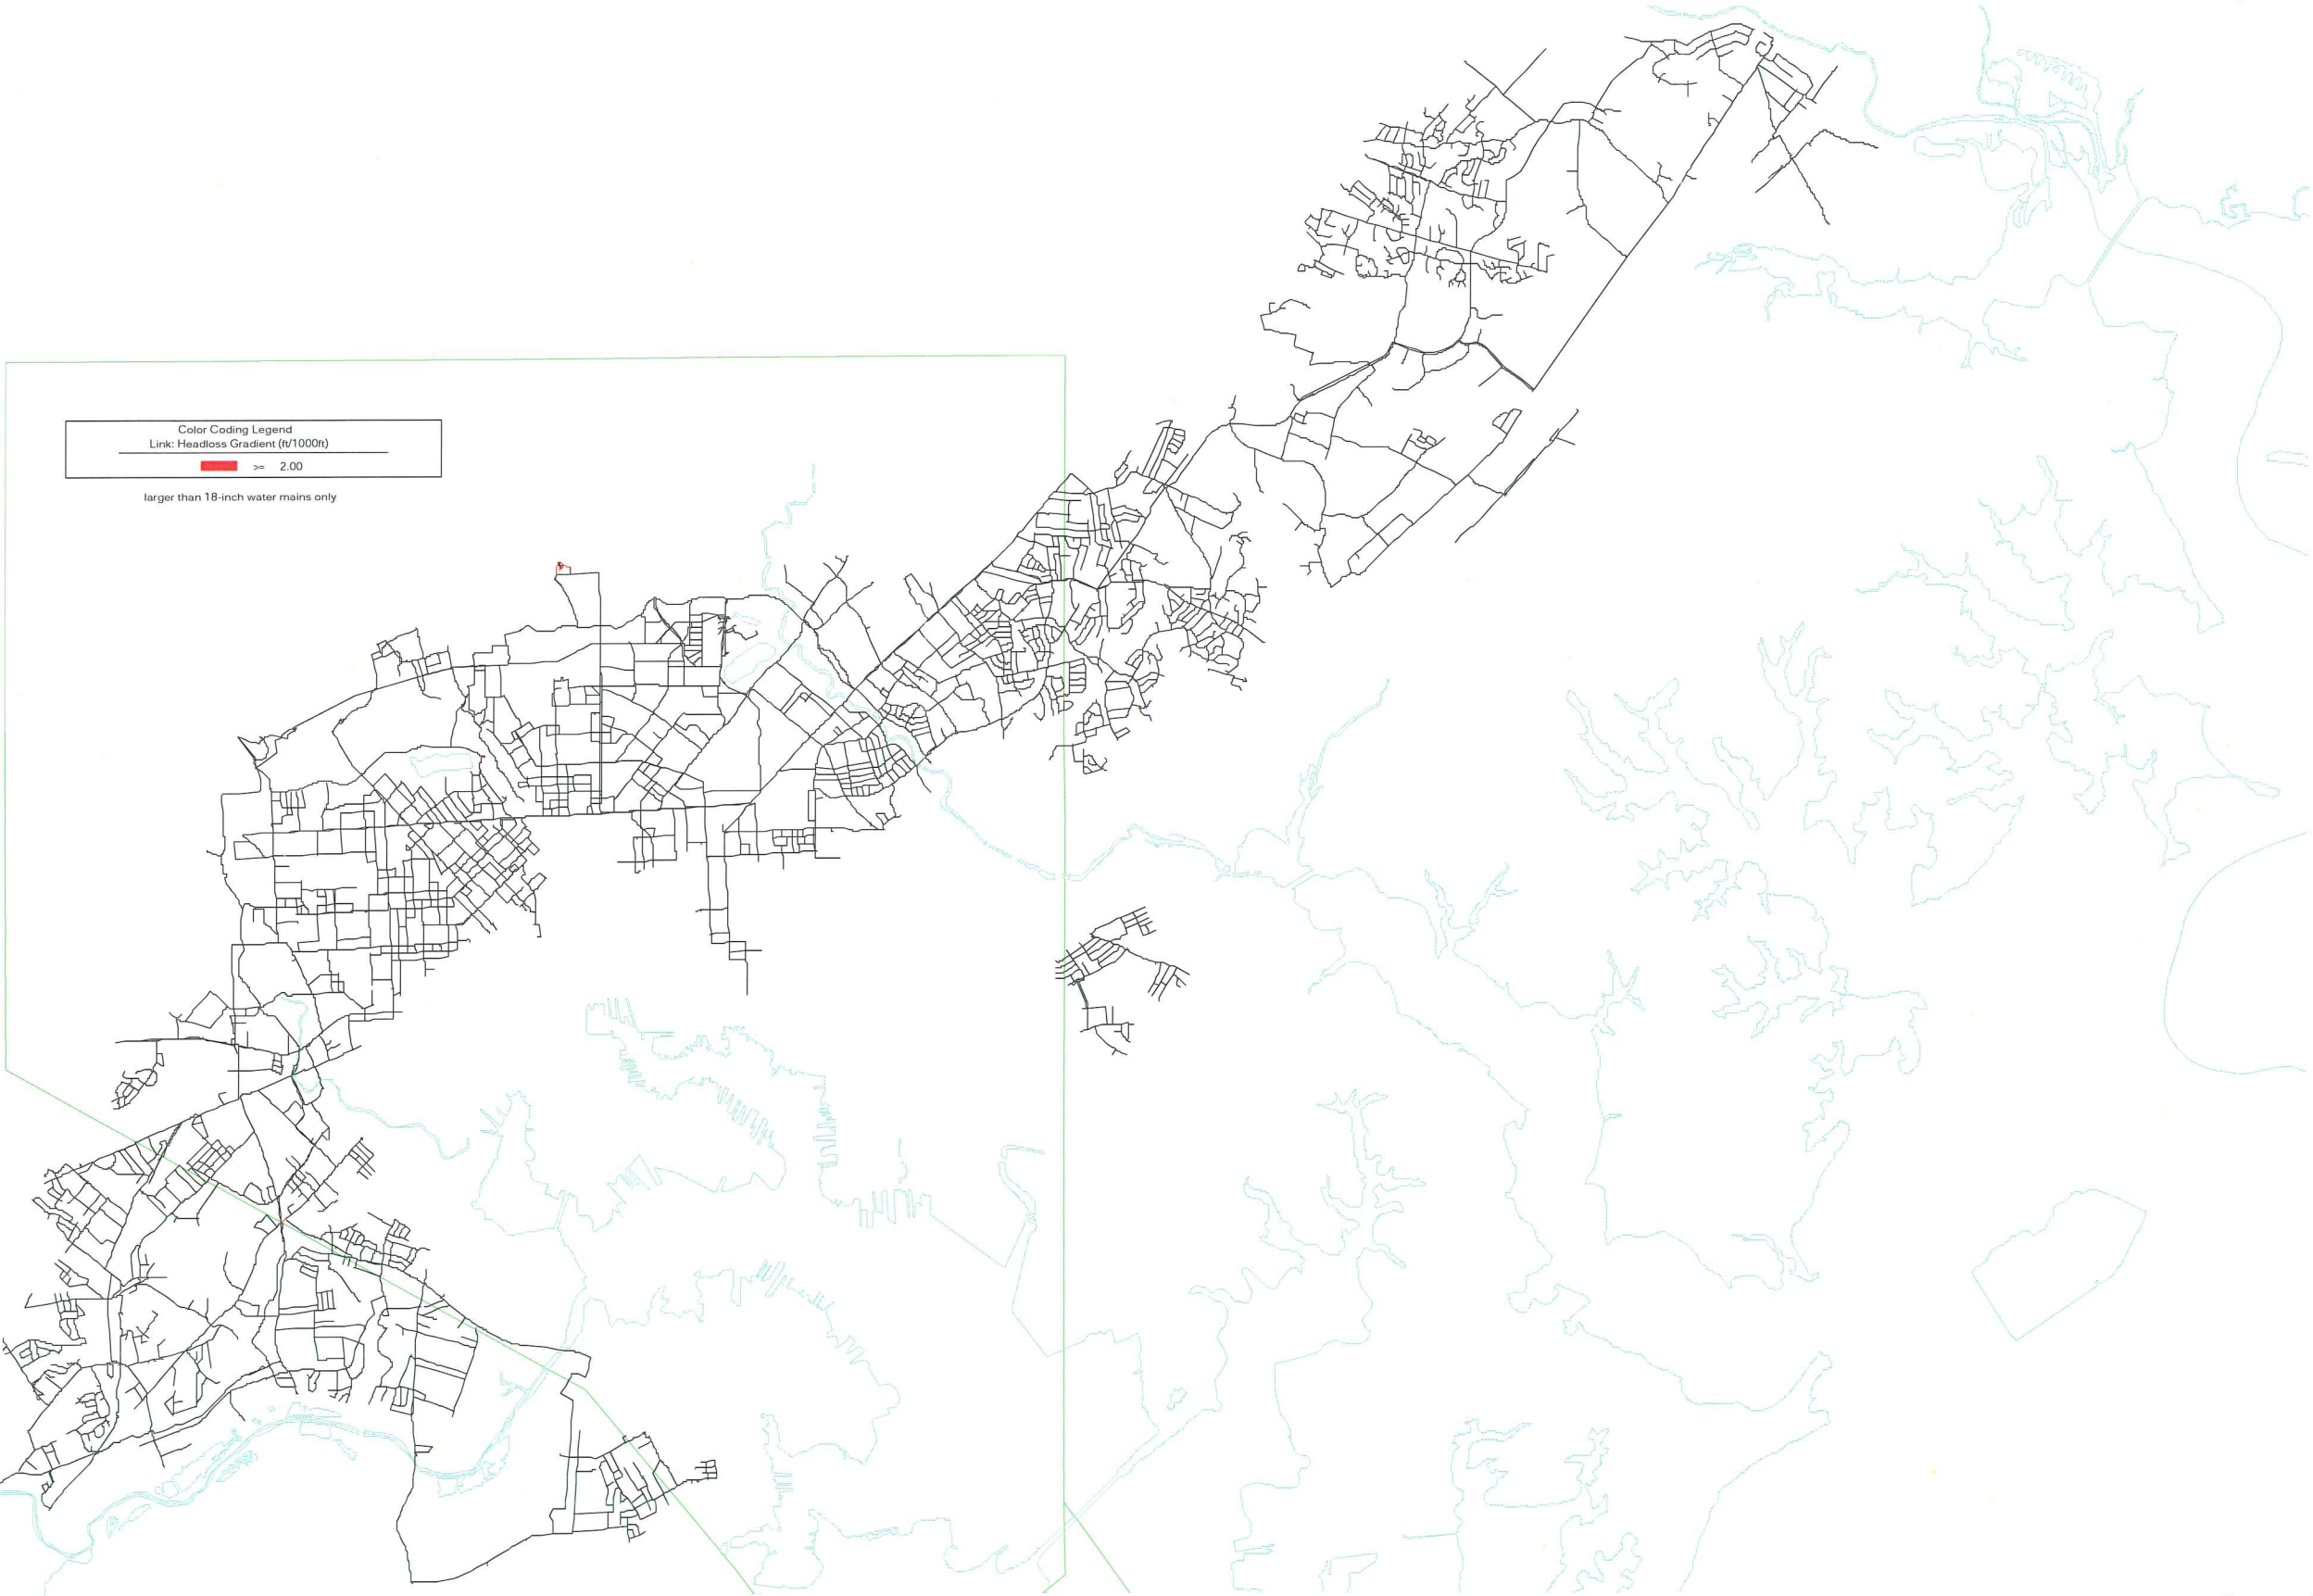 Color Coding Legend
Link: Headloss Gradient (ft/1000ft)
>= 2.00
larger than 18-inch water mains only